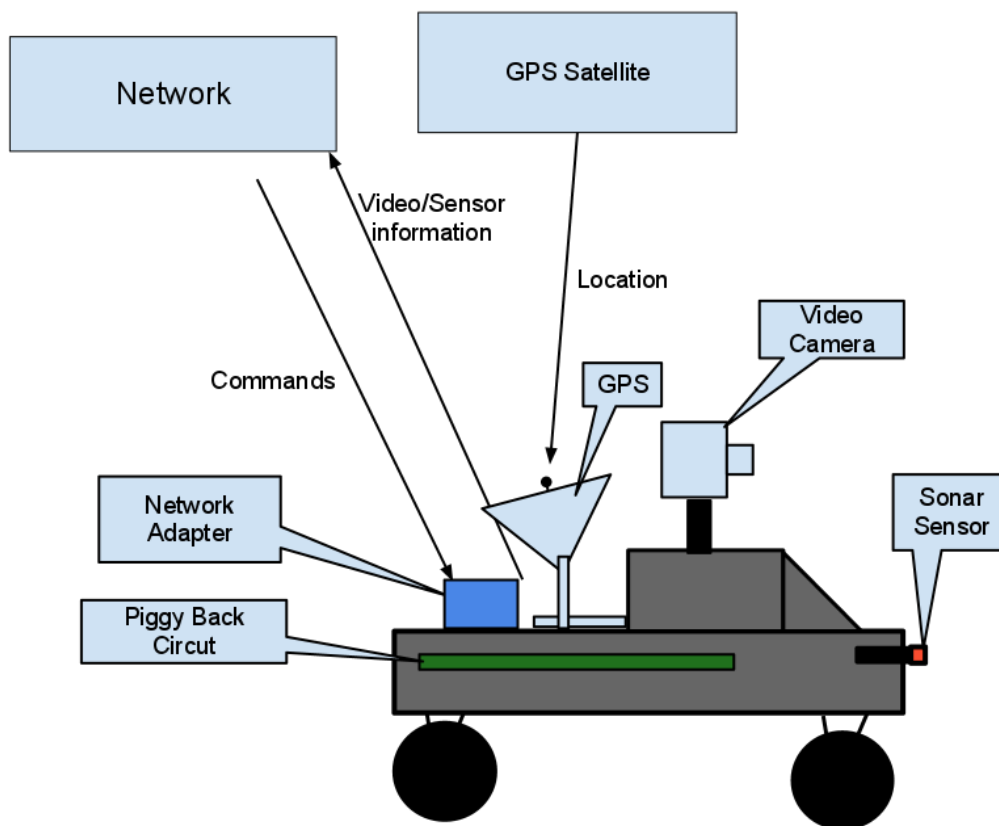 Network
GPS Satellite
Video/Sensor
information
Location
Video
Camera
Commands
GPS
Network
Adapter
Sonar
Sensor
Piggy Back
Circut